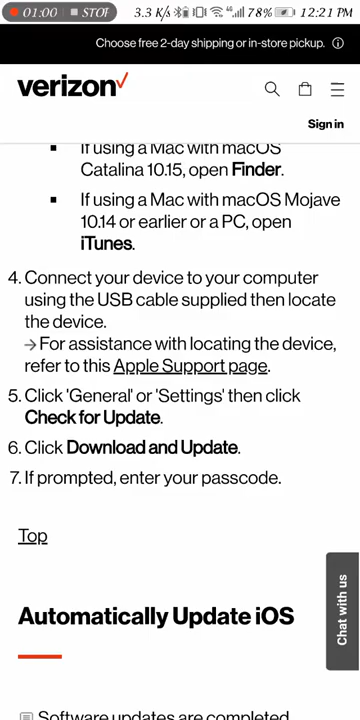 01:00 STOP 3.3 K/s 4G 78% 12:21 PM
Choose free 2-day shipping or in-store pickup.
verizon
Sign in
If using a Mac with macOS
Catalina 10.15, open Finder.
If using a Mac with macOS Mojave
10.14 or earlier or a PC, open
iTunes.
4. Connect your device to your computer
using the USB cable supplied then locate
the device.
→For assistance with locating the device,
refer to this Apple Support page.
5. Click 'General' or 'Settings' then click
Check for Update.
6. Click Download and Update.
7. If prompted, enter your passcode.
Top
Chat with us
Automatically Update iOS
Software updates are completed